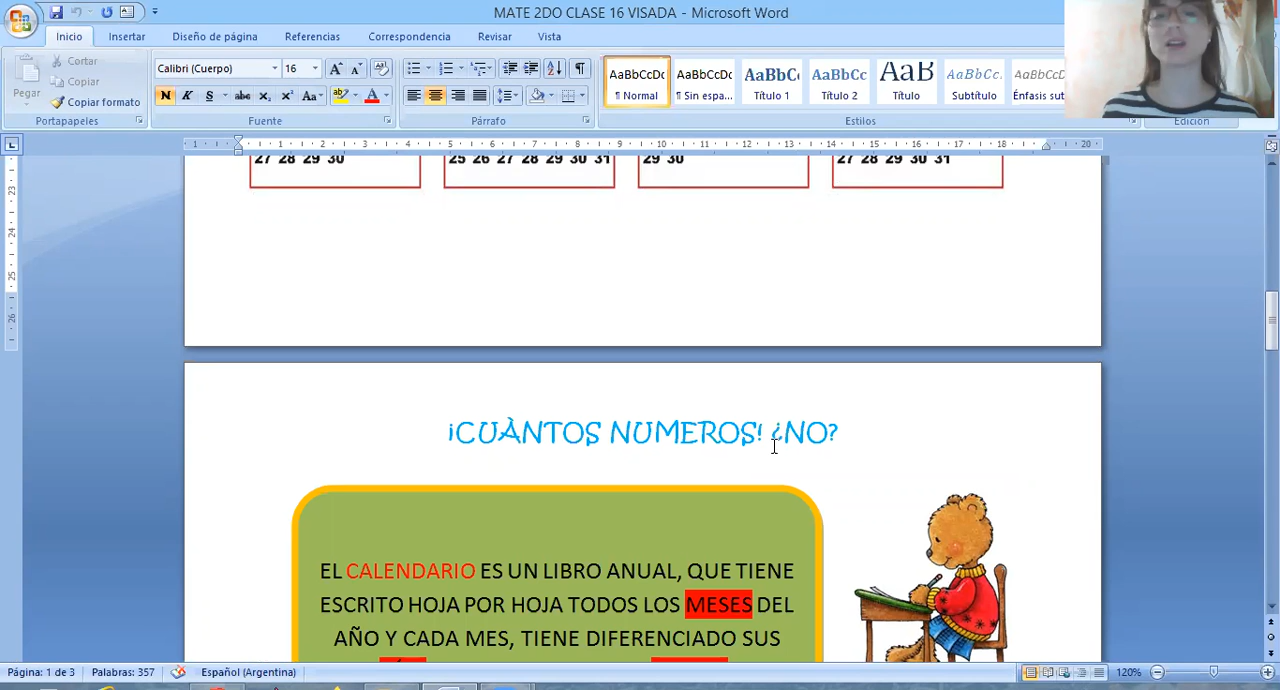 MATE 2DO CLASE 16 VISADA - Microsoft Word
Inicio Insertar Diseño de página Referencias Correspondencia Revisar Vista
Pegar
Cortar
Copiar
Copiar formato
Portapapeles
Calibri (Cuerpo) 16
Fuente
Párrafo
AaBbCcDc AaBbCcDc AaBbCc AaBbCc AaB AaBbCc. AaBbCcDc
¶ Normal ¶ Sin espa... Título 1 Título 2 Título Subtítulo Énfasis sut
Estilos
Edición
27 28 29 30
25 26 27 28 29 30 31
29 30
27 28 29 30 31
¡CUÀNTOS NUMEROS! ¿NO?
EL CALENDARIO ES UN LIBRO ANUAL, QUE TIENE
ESCRITO HOJA POR HOJA TODOS LOS MESES DEL
AÑO Y CADA MES, TIENE DIFERENCIADO SUS
Página: 1 de 3 Palabras: 357 Español (Argentina) 120%